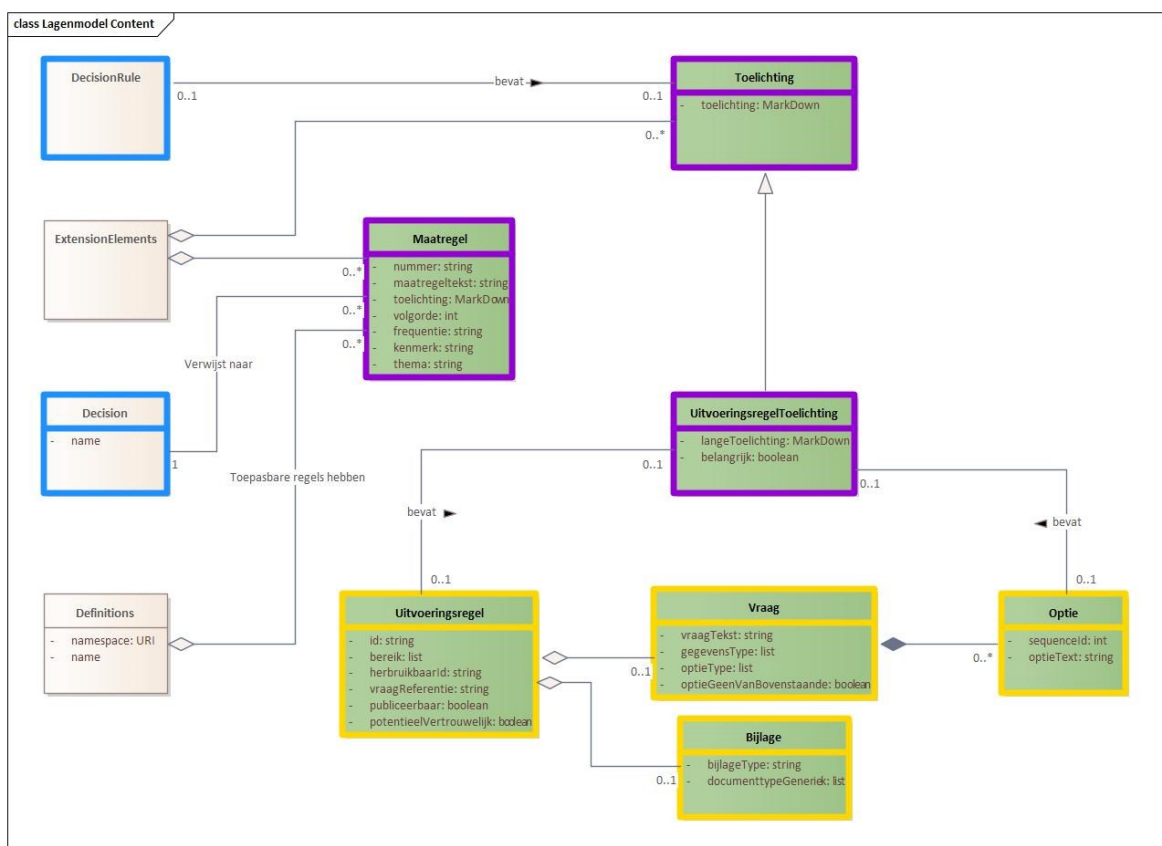 class Lagenmodel Content
DecisionRule
0..1
bevat
0..1
Toelichting
- toelichting: MarkDown
0..*
ExtensionElements
Maatregel
- nummer: string
- maatregeltekst: string
- toelichting: MarkDown
- volgorde: int
- frequentie: string
- kenmerk: string
- thema: string
0..*
0..*
0..*
Verwijst naar
Decision
- name
1
Toepasbare regels hebben
UitvoeringsregelToelichting
- langeToelichting: MarkDown
- belangrijk: boolean
0..1
0..1
bevat
bevat
0..1
0..1
Definitions
- namespace: URI
- name
Uitvoeringsregel
- id: string
- bereik: list
- herbruikbaarId: string
- vraagReferentie: string
- publiceerbaar: boolean
- potentieelVertrouwelijk: boolean
0..1
Vraag
- vraagTekst: string
- gegevensType: list
- optieType: list
- optieGeenVanBovenstaande: boolean
0..*
Optie
- sequenceId: int
- optieText: string
Bijlage
- bijlageType: string
- documenttypeGeneriek: list
0..1